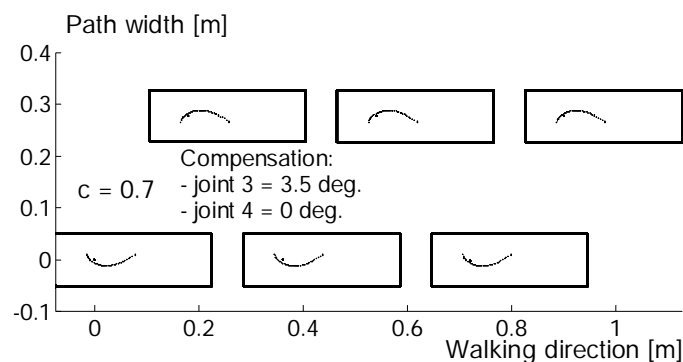 Path width [m]
0.4
0.3
0.2
0.1
0
-0.1
Compensation:
- joint 3 = 3.5 deg.
- joint 4 = 0 deg.
c = 0.7
0 0.2 0.4 0.6 0.8 1
Walking direction [m]